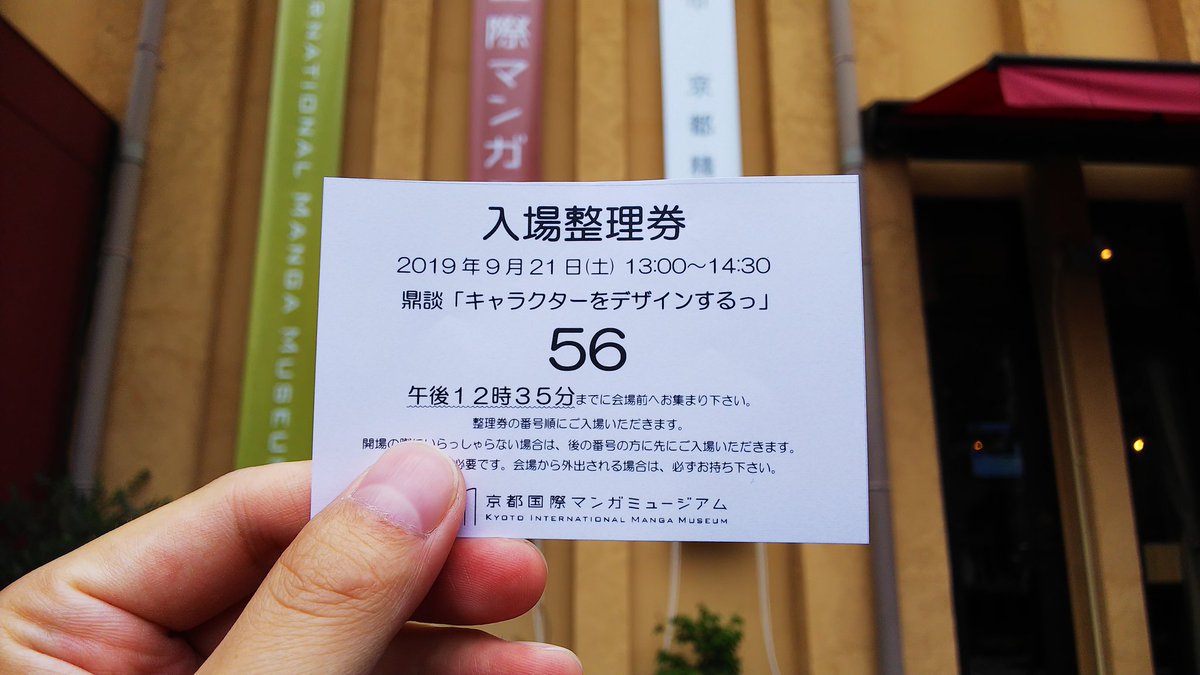 RNATIONAL MANGA MUSEU
際マンガ
京都精
入場整理券
2019年9月21日(土) 13:00~14:30
鼎談「キャラクターをデザインするっ」
56
午後12時35分までに会場前へお集まり下さい。
整理券の番号順にご入場いただきます。
開場の際にいらっしゃらない場合は、後の番号の方に先にご入場いただきます。
必要です。会場から外出される場合は、必ずお持ち下さい。
京都国際マンガミュージアム
KYOTO INTERNATIONAL MANGA MUSEUM